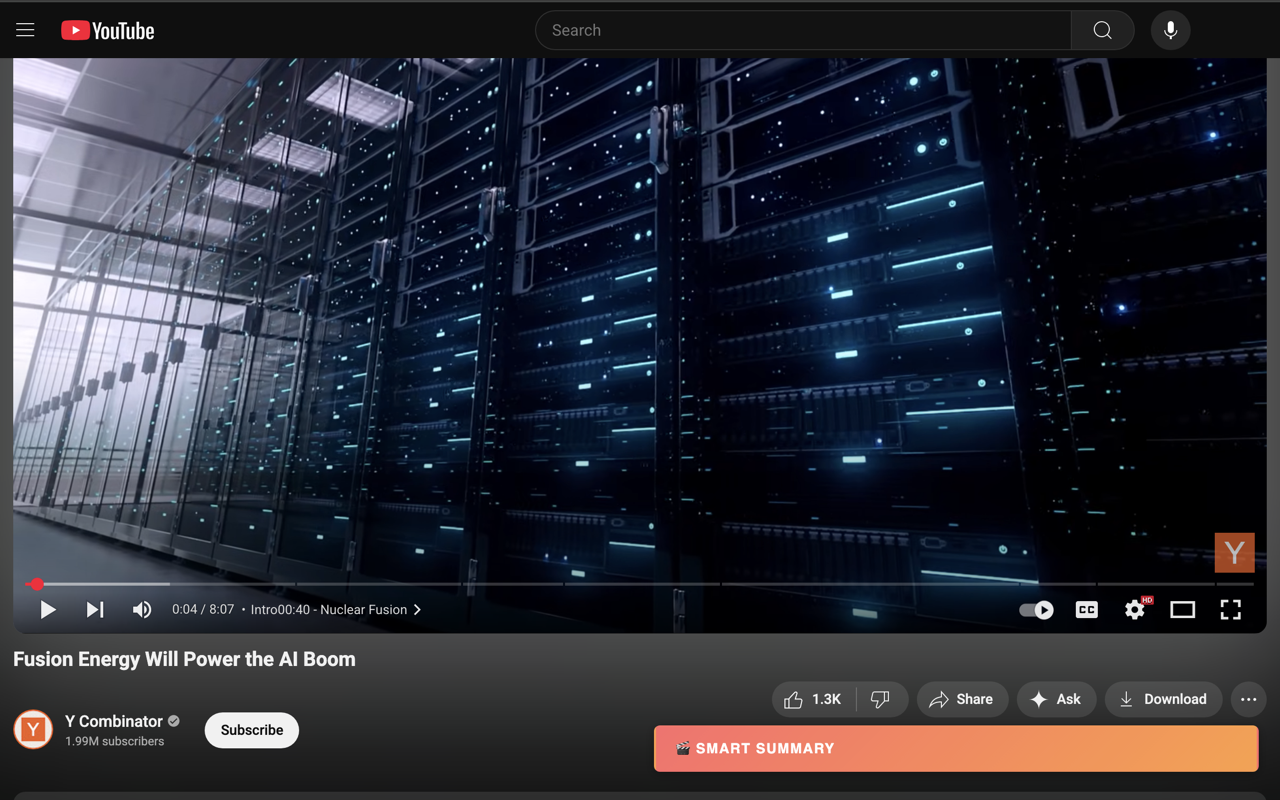 YouTube
Search
Y
0:04 / 8:07 • Intro00:40 - Nuclear Fusion
CC
HD
Fusion Energy Will Power the AI Boom
1.3K
Share
Ask
Download
Y
Y Combinator
1.99M subscribers
Subscribe
SMART SUMMARY